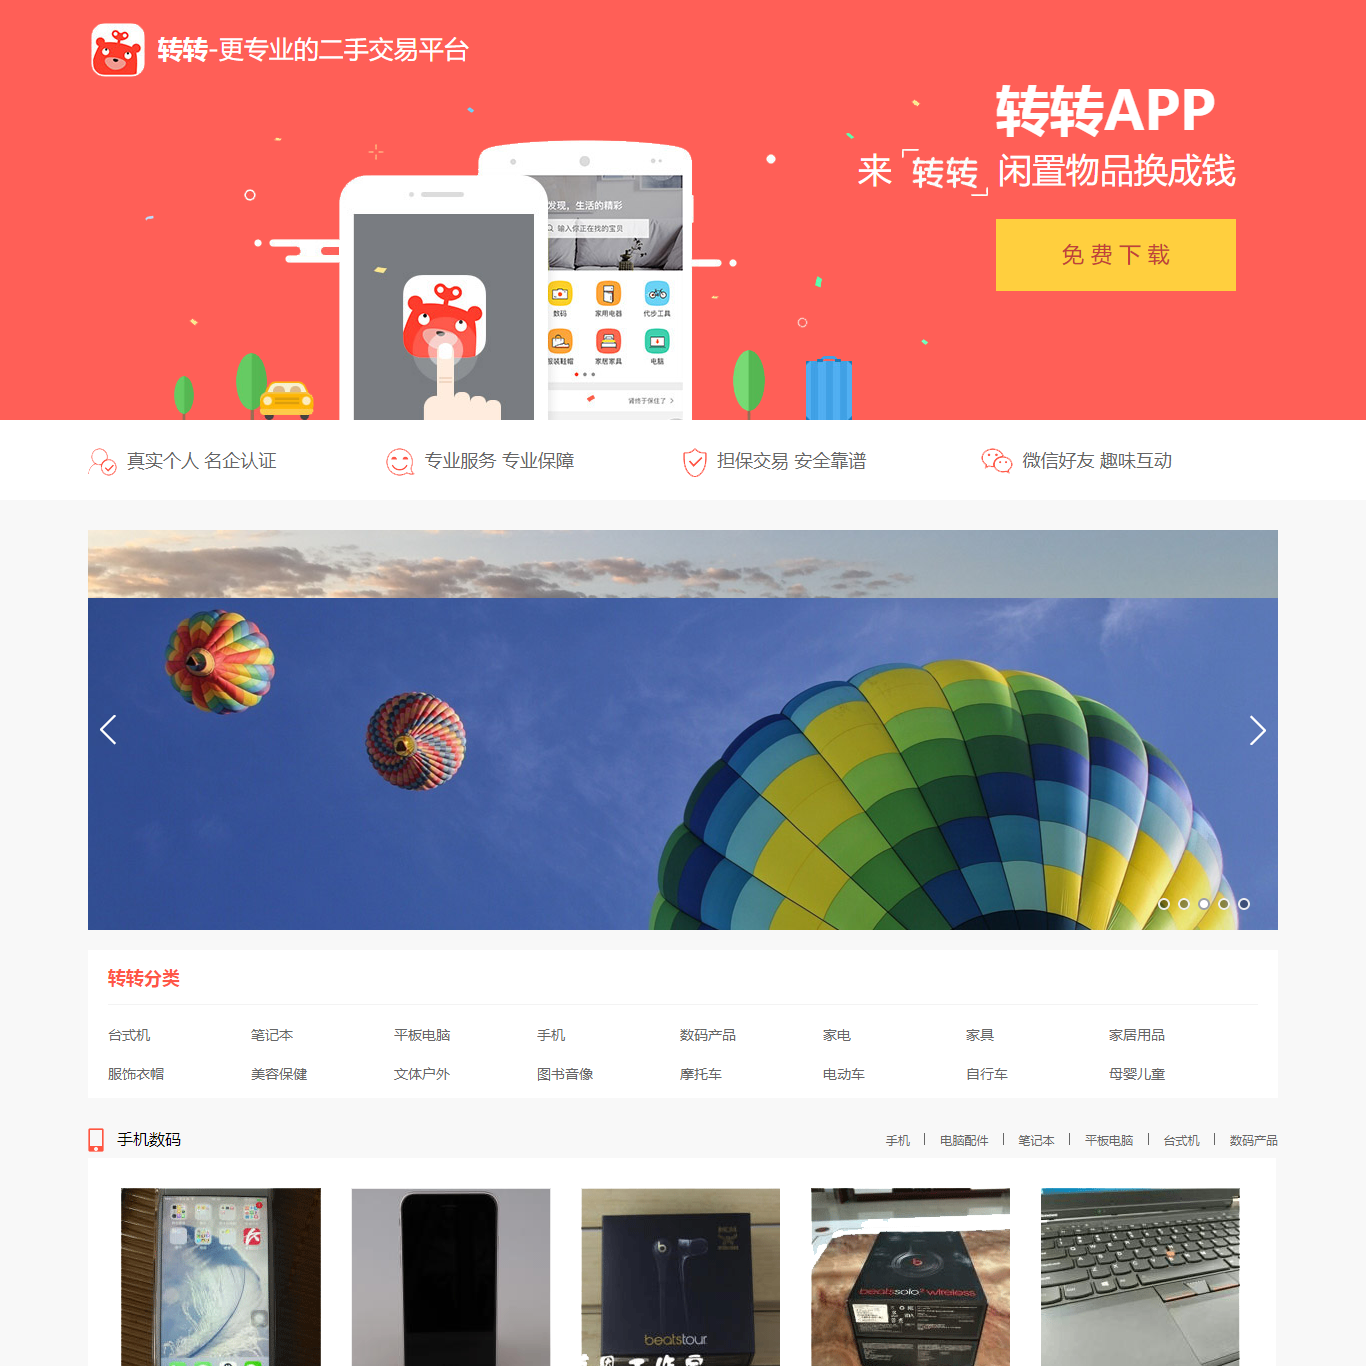 转转-更专业的二手交易平台
转转APP
来「转转」闲置物品换成钱
免费下载
发现，生活的精彩
输入你正在找的宝贝
数码 家用电器 代步工具
服装鞋帽 家居家具 电脑
肾终于保住了
真实个人 名企认证
专业服务 专业保障
担保交易 安全靠谱
微信好友 趣味互动
转转分类
台式机 笔记本 平板电脑 手机 数码产品 家电 家具 家居用品
服饰衣帽 美容保健 文体户外 图书音像 摩托车 电动车 自行车 母婴儿童
手机数码
手机 | 电脑配件 | 笔记本 | 平板电脑 | 台式机 | 数码产品
beatstour
beatssolo² wireless